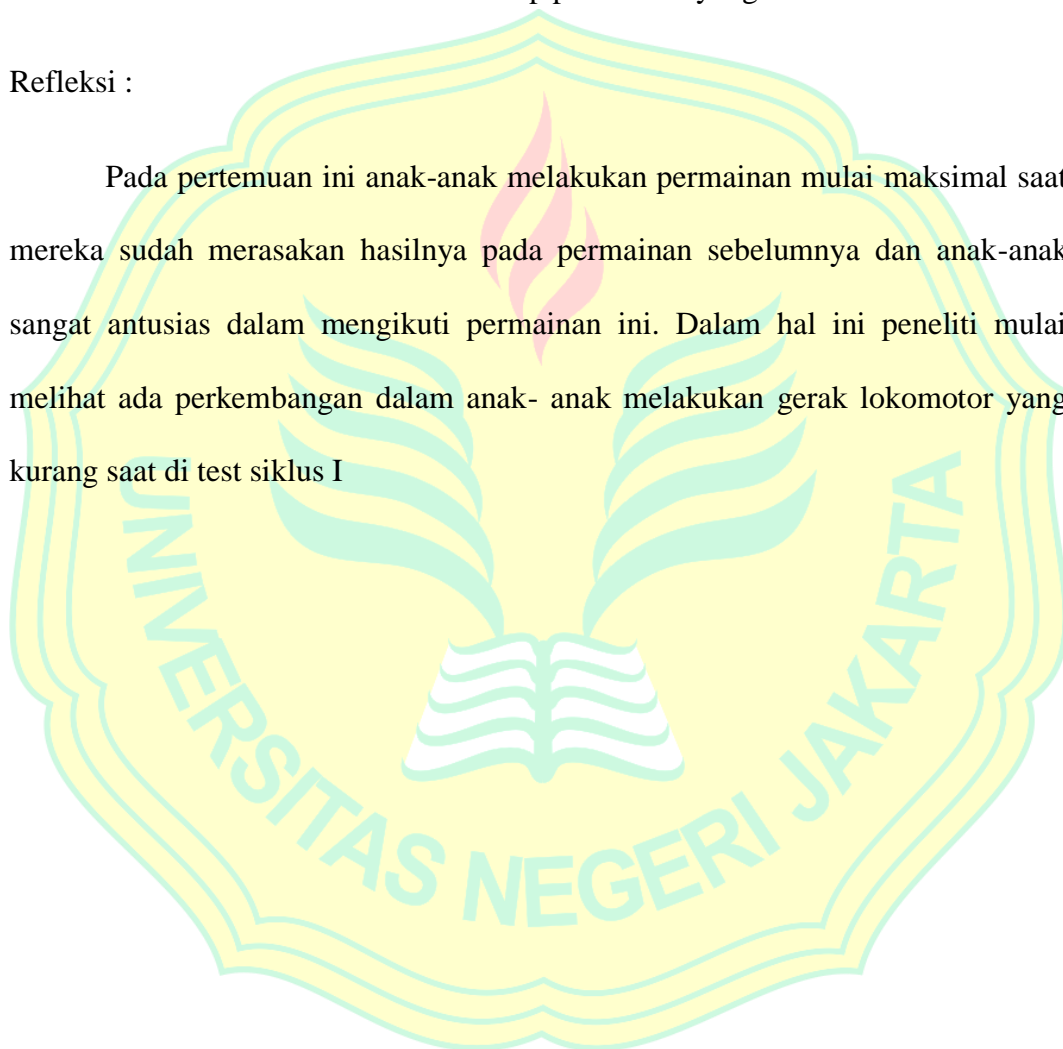 Refleksi :
Pada pertemuan ini anak-anak melakukan permainan mulai maksimal saat
mereka sudah merasakan hasilnya pada permainan sebelumnya dan anak-anak
sangat antusias dalam mengikuti permainan ini. Dalam hal ini peneliti mulai
melihat ada perkembangan dalam anak- anak melakukan gerak lokomotor yang
kurang saat di test siklus I
UNIVERSITAS NEGERI JAKARTA